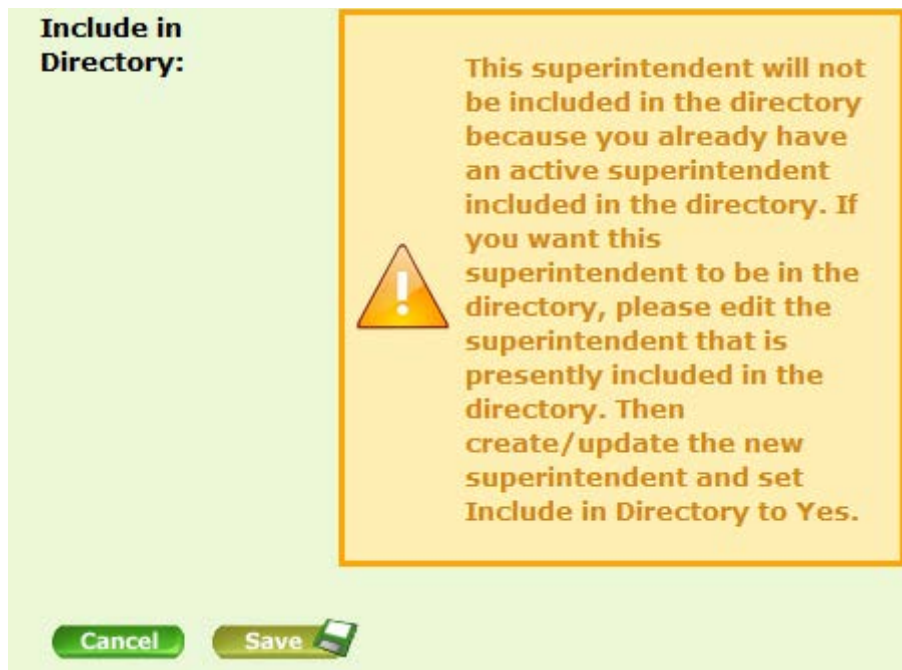 Include in
Directory:
This superintendent will not
be included in the directory
because you already have
an active superintendent
included in the directory. If
you want this
superintendent to be in the
directory, please edit the
superintendent that is
presently included in the
directory. Then
create/update the new
superintendent and set
Include in Directory to Yes.
Cancel
Save